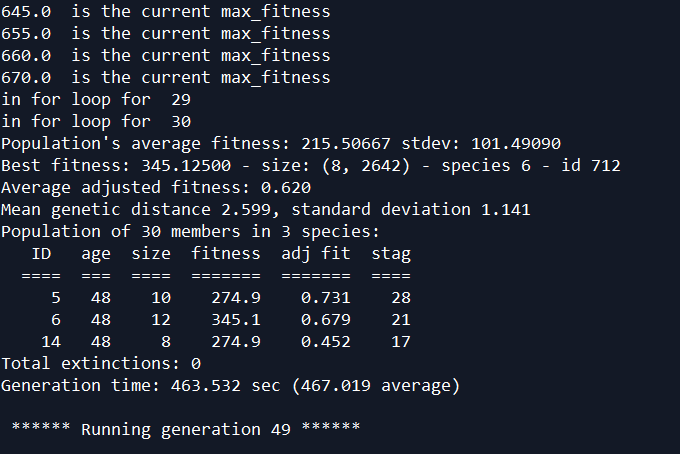 645.0  is the current max_fitness
655.0  is the current max_fitness
660.0  is the current max_fitness
670.0  is the current max_fitness
in for loop for  29
in for loop for  30
Population's average fitness: 215.50667 stdev: 101.49090
Best fitness: 345.12500 - size: (8, 2642) - species 6 - id 712
Average adjusted fitness: 0.620
Mean genetic distance 2.599, standard deviation 1.141
Population of 30 members in 3 species:
   ID   age  size  fitness  adj fit  stag
  ====  ===  ====  =======  =======  ====
     5   48    10    274.9    0.731    28
     6   48    12    345.1    0.679    21
    14   48     8    274.9    0.452    17
Total extinctions: 0
Generation time: 463.532 sec (467.019 average)
 ****** Running generation 49 ******